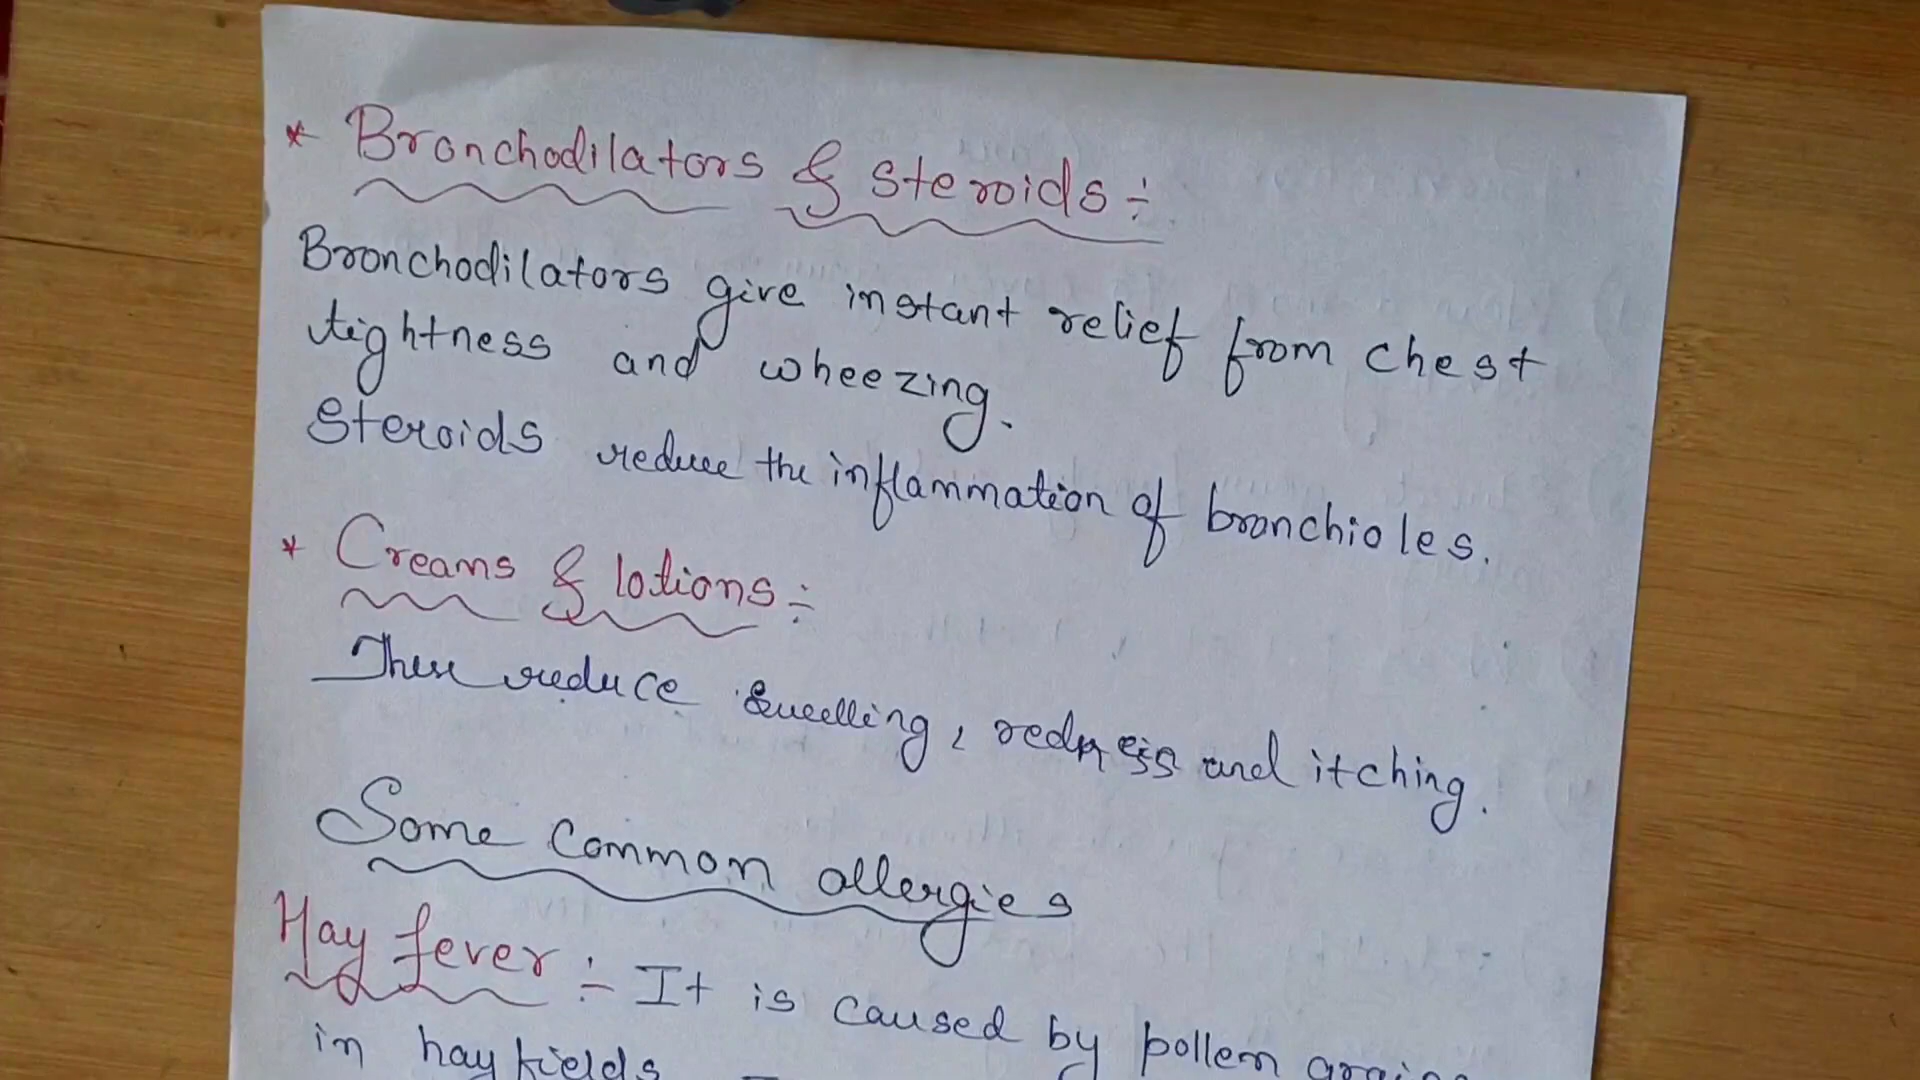 * Bronchodilators & steroids ÷
Bronchodilators give instant relief from chest
tightness and wheezing.
Steroids reduce the inflammation of bronchioles.
* Creams & lotions ÷
These reduce swelling, redness and itching.
Some common allergies
Hay fever ÷ It is caused by pollen grains
in hay fields